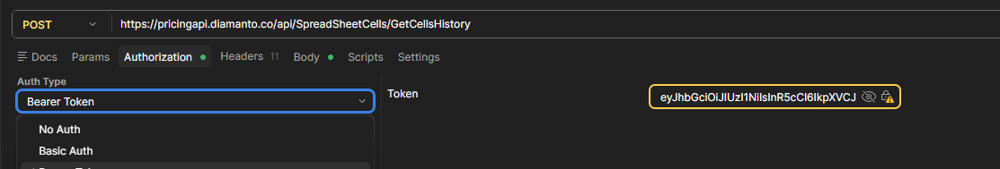 POST https://pricingapi.diamanto.co/api/SpreadSheetCells/GetCellsHistory
Docs Params Authorization Headers 11 Body Scripts Settings
Auth Type
Bearer Token
Token
eyJhbGciOiJIUzI1NiIsInR5cCI6IkpXVCJ
No Auth
Basic Auth